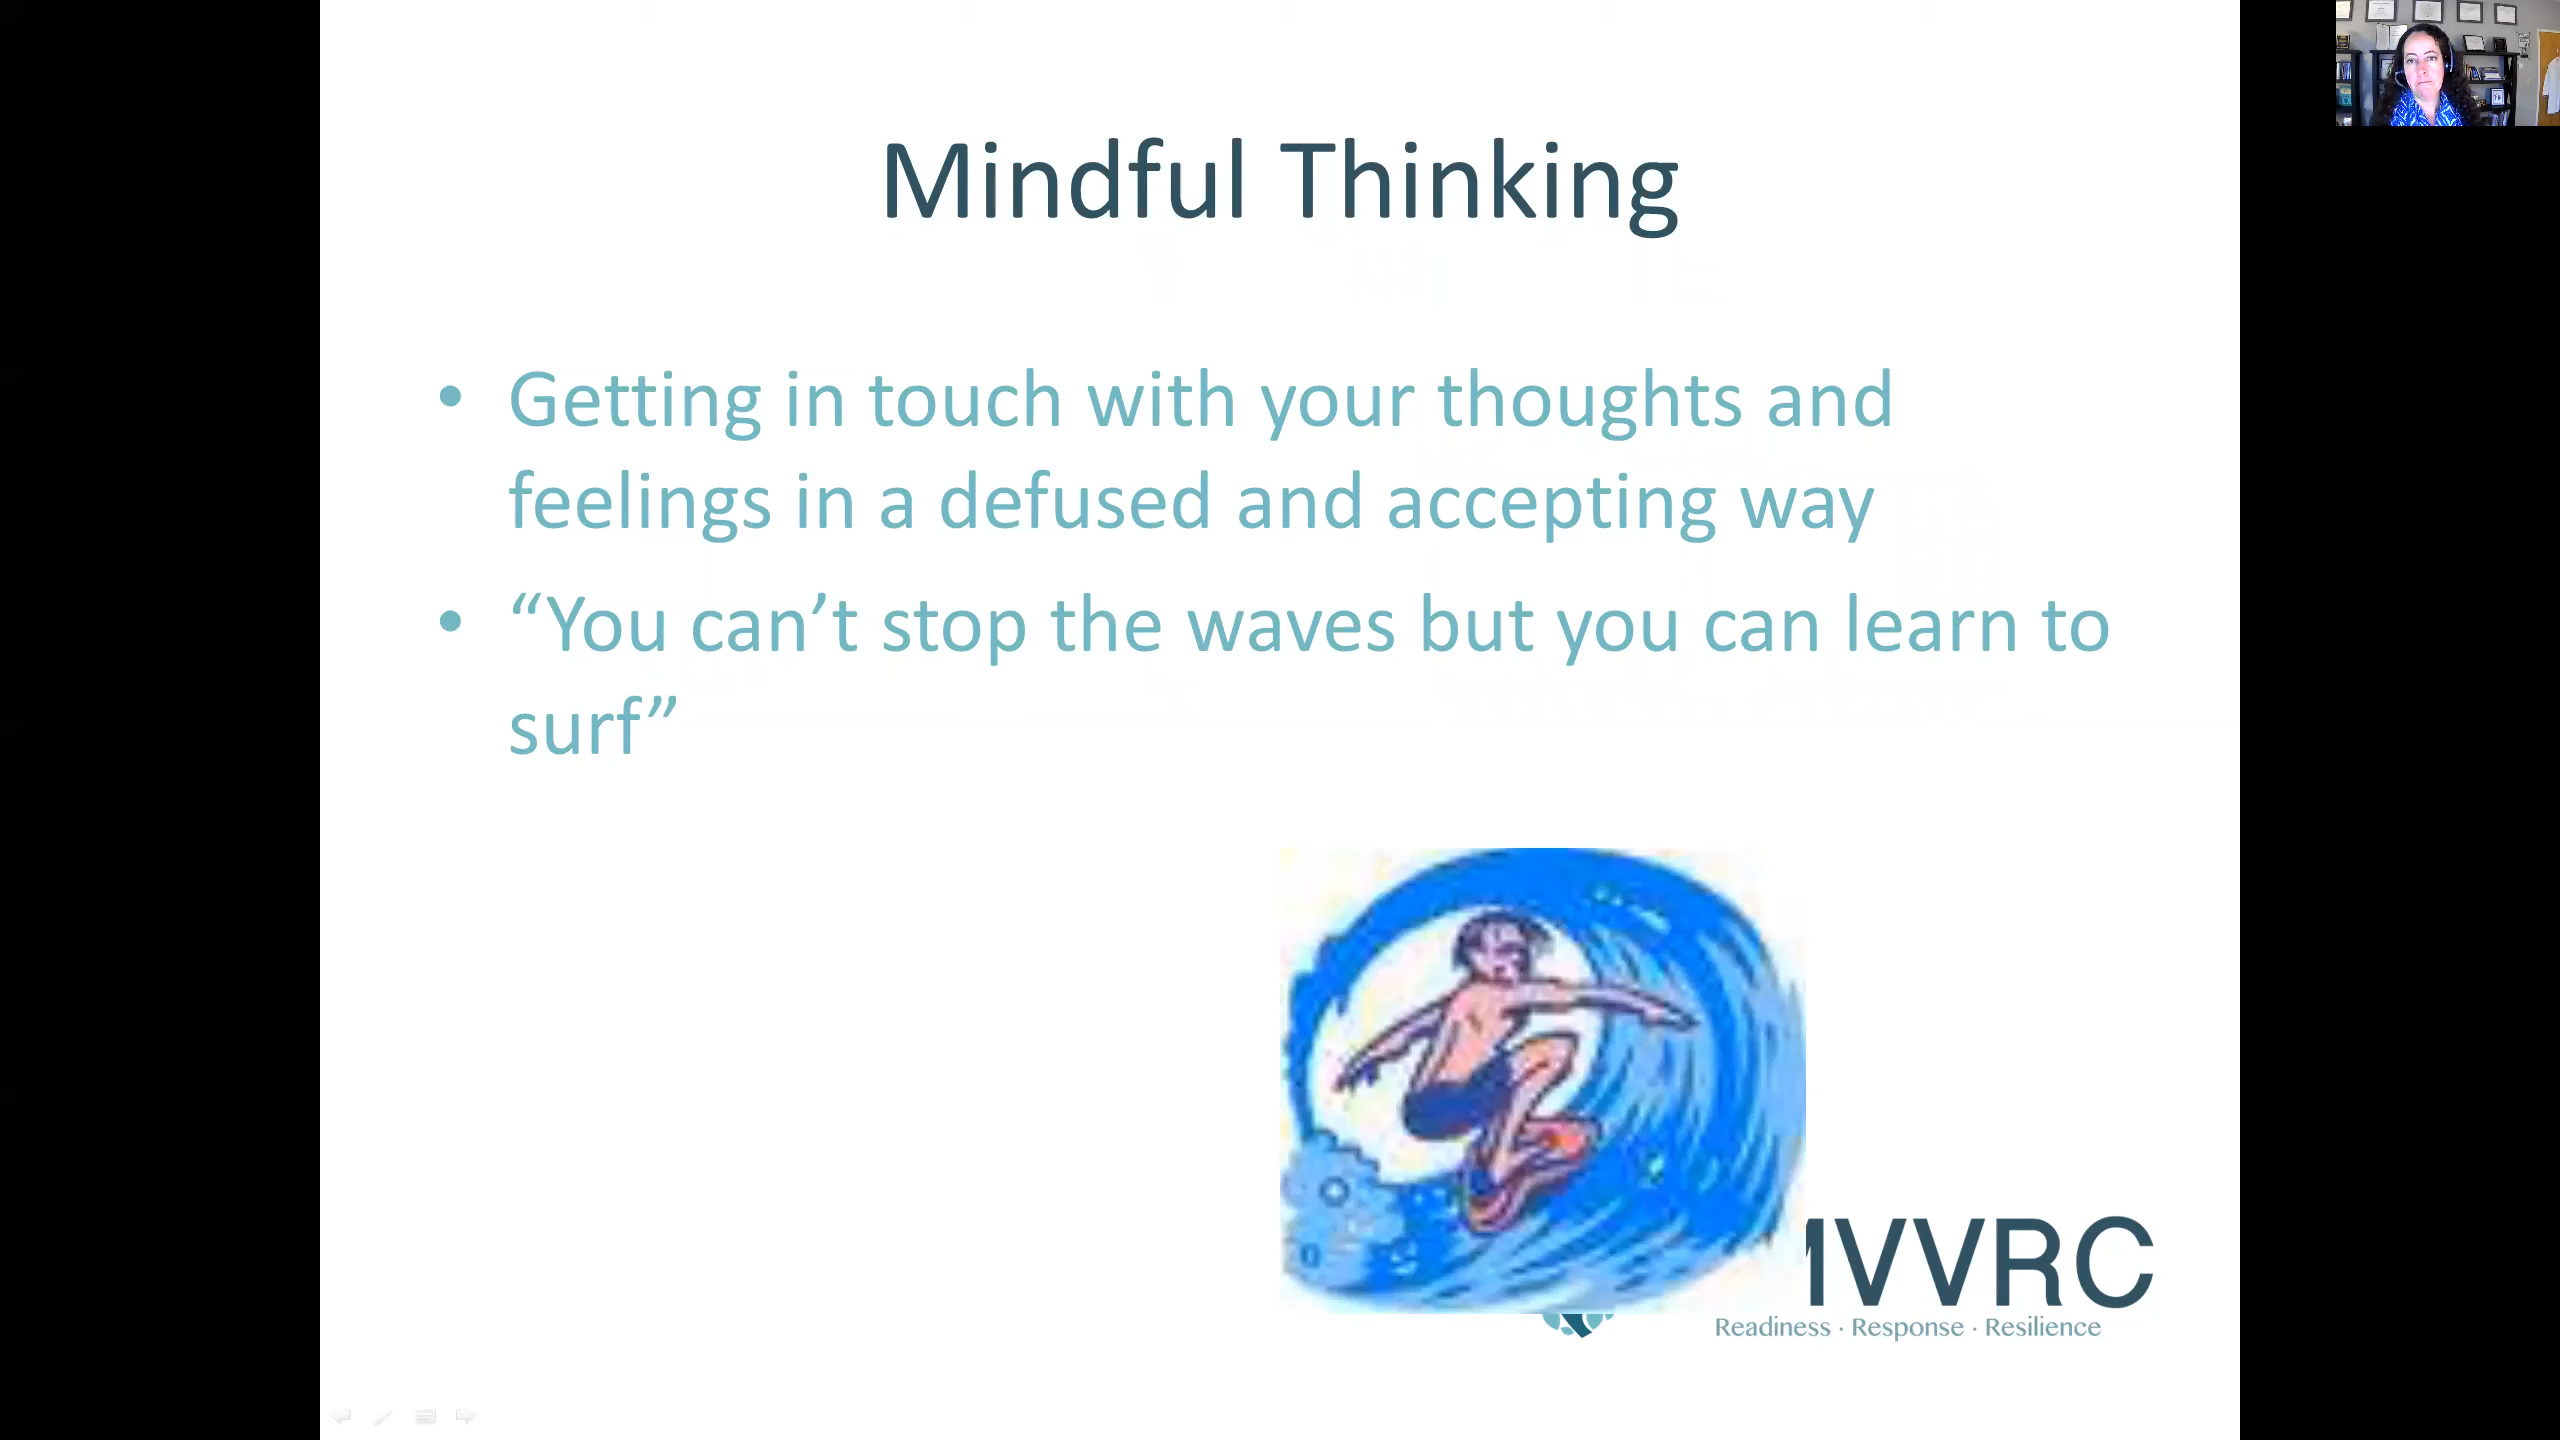 Mindful Thinking
• Getting in touch with your thoughts and
feelings in a defused and accepting way
• “You can’t stop the waves but you can learn to
surf”
VVRC
Readiness · Response · Resilience